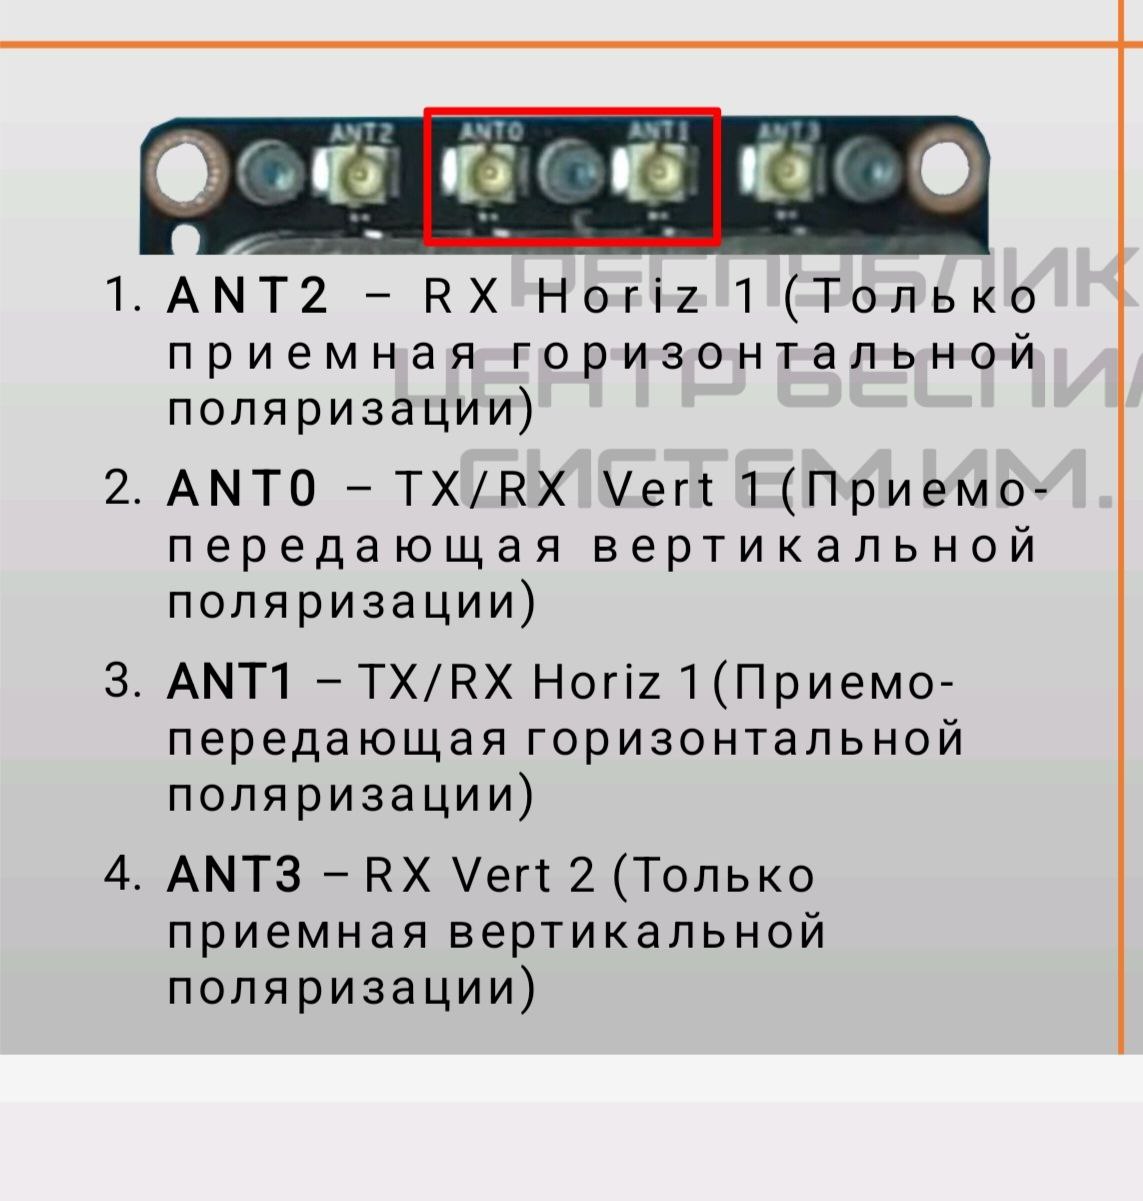 ANT2 ANT0 ANT1 ANT3
РЕСПУБЛИК
ЦЕНТР БЕСПИЛ
СИСТЕМ ИМ.
1. ANT2 – RX Horiz 1 (Только
приемная горизонтальной
поляризации)
2. ANT0 – TX/RX Vert 1 (Приемо-
передающая вертикальной
поляризации)
3. ANT1 – TX/RX Horiz 1 (Приемо-
передающая горизонтальной
поляризации)
4. ANT3 – RX Vert 2 (Только
приемная вертикальной
поляризации)